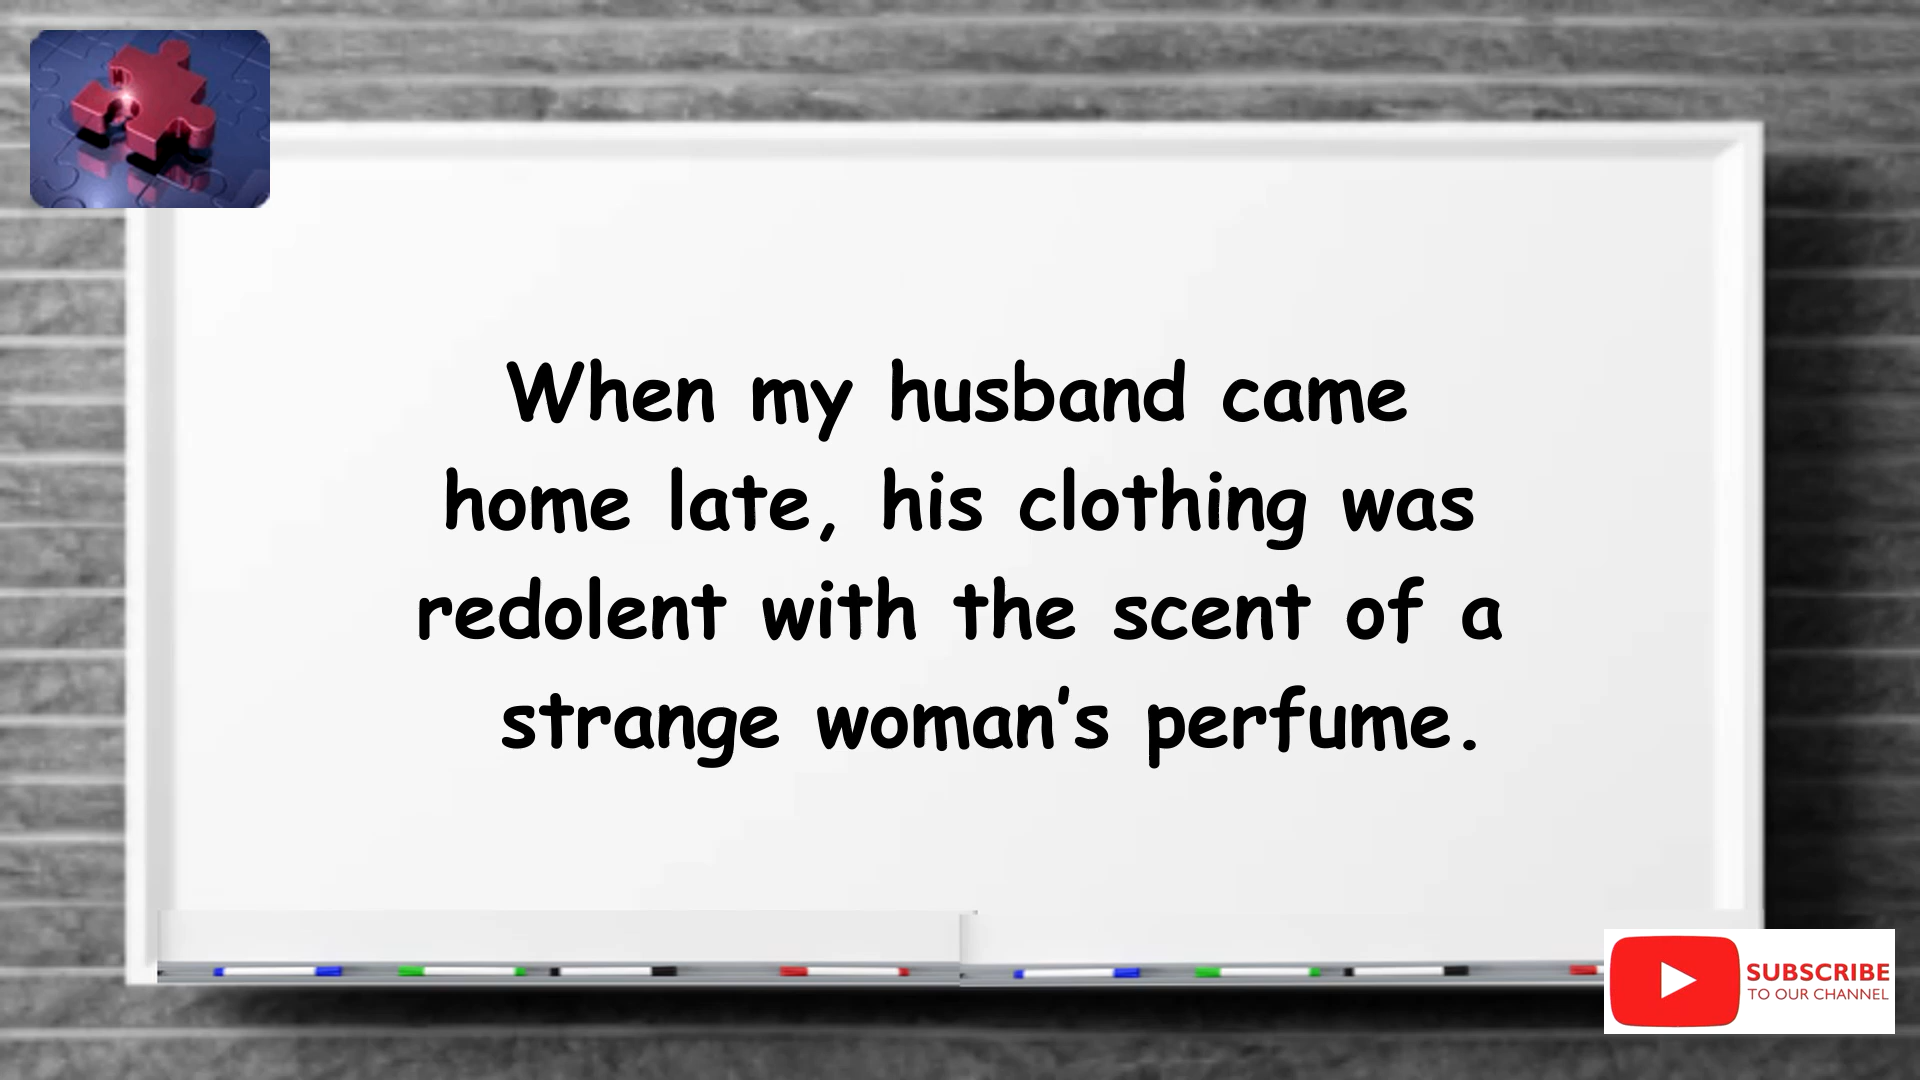 When my husband came
home late, his clothing was
redolent with the scent of a
strange woman’s perfume.
SUBSCRIBE
TO OUR CHANNEL